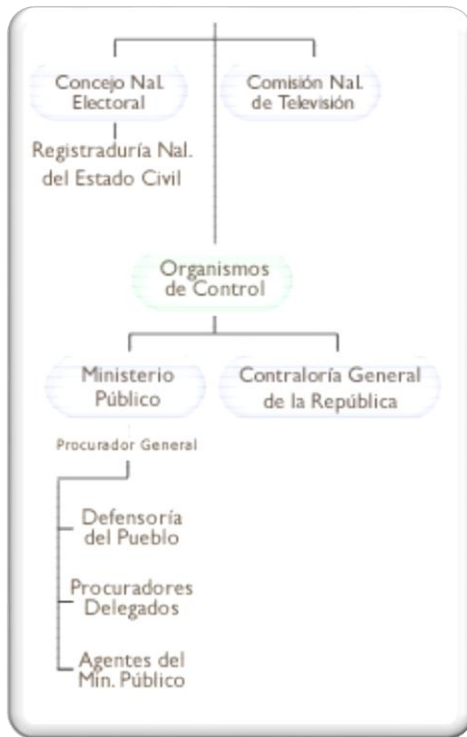 Concejo Nal.
Electoral
Comisión Nal.
de Televisión
Registraduría Nal.
del Estado Civil
Organismos
de Control
Ministerio
Público
Contraloría General
de la República
Procurador General
Defensoría
del Pueblo
Procuradores
Delegados
Agentes del
Min. Público